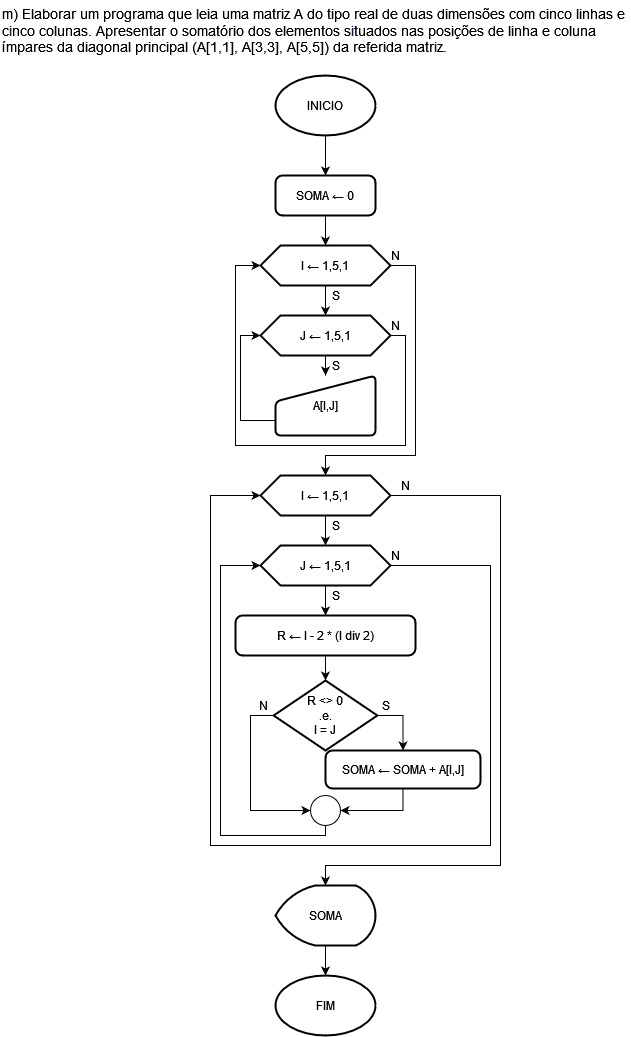 m) Elaborar um programa que leia uma matriz A do tipo real de duas dimensões com cinco linhas e
cinco colunas. Apresentar o somatório dos elementos situados nas posições de linha e coluna
ímpares da diagonal principal (A[1,1], A[3,3], A[5,5]) da referida matriz.
INICIO
SOMA ← 0
I ← 1,5,1
N
S
J ← 1,5,1
N
S
A[I,J]
I ← 1,5,1
N
S
J ← 1,5,1
N
S
R ← I - 2 * (I div 2)
N
R <> 0
.e.
I = J
S
SOMA ← SOMA + A[I,J]
SOMA
FIM